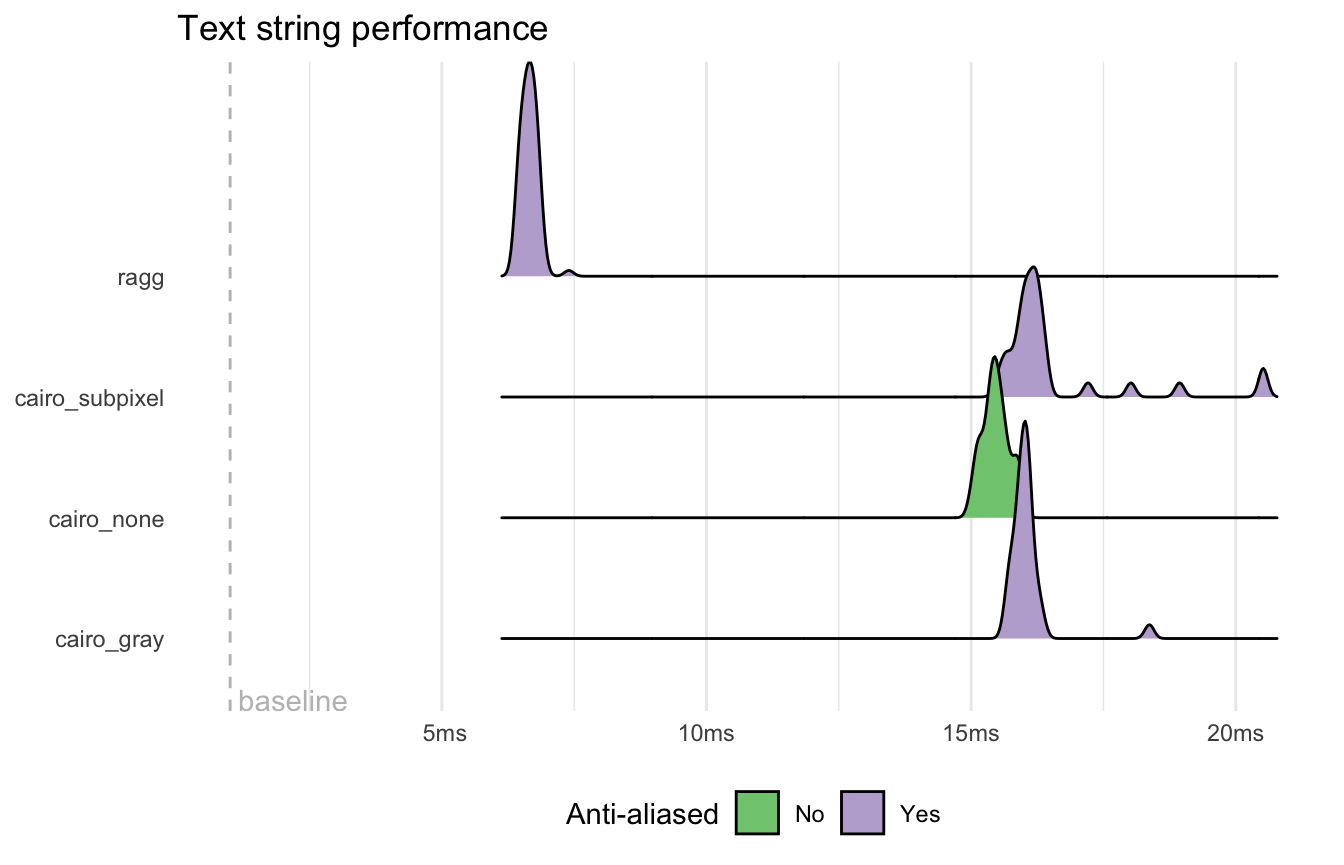 Text string performance
ragg
cairo_subpixel
cairo_none
cairo_gray
baseline
5ms 10ms 15ms 20ms
Anti-aliased No Yes